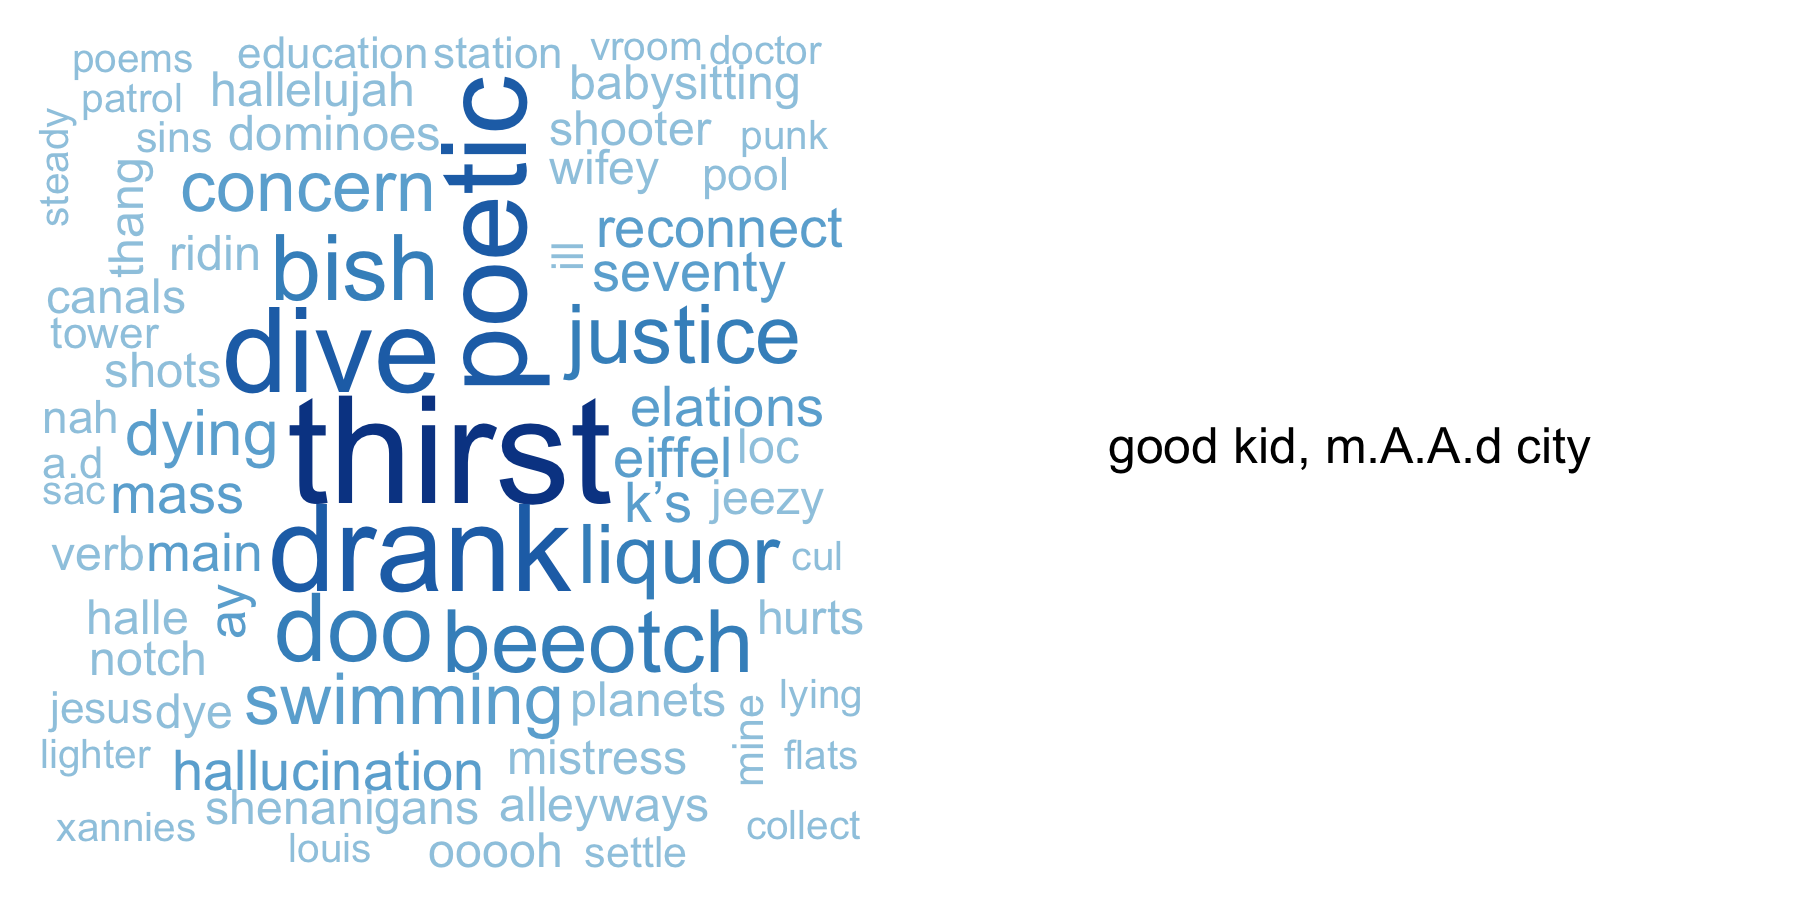 poems education station vroom doctor
patrol hallelujah babysitting
steady sins dominoes poetic shooter punk
thang concern wifey pool
ridin bish ill reconnect
canals seventy
tower dive justice
shots
nah dying thirst elations
a.d eiffel loc
sac mass k’s jeezy
verb main drank liquor cul
halle ay doo beeotch hurts
notch
jesus dye swimming planets mine lying
lighter hallucination mistress flats
xannies shenanigans alleyways collect
louis ooooh settle
good kid, m.A.A.d city